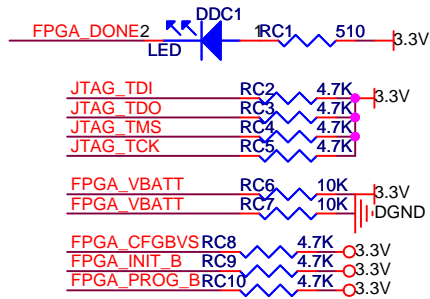 DDC1
FPGA_DONE 2 1 RC1 510 3.3V
LED
JTAG_TDI RC2 4.7K 3.3V
JTAG_TDO RC3 4.7K
JTAG_TMS RC4 4.7K
JTAG_TCK RC5 4.7K
FPGA_VBATT RC6 10K 3.3V
FPGA_VBATT RC7 10K DGND
FPGA_CFGBVS RC8 4.7K 3.3V
FPGA_INIT_B RC9 4.7K 3.3V
FPGA_PROG_B RC10 4.7K 3.3V